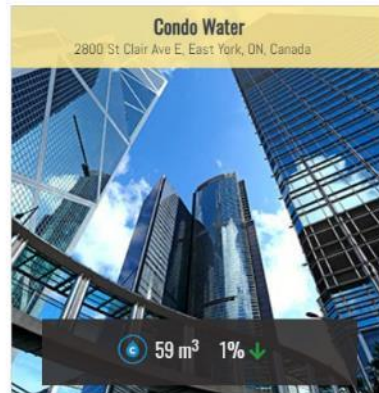 Condo Water
2800 St Clair Ave E, East York, ON, Canada
C 59 m³ 1% ↓